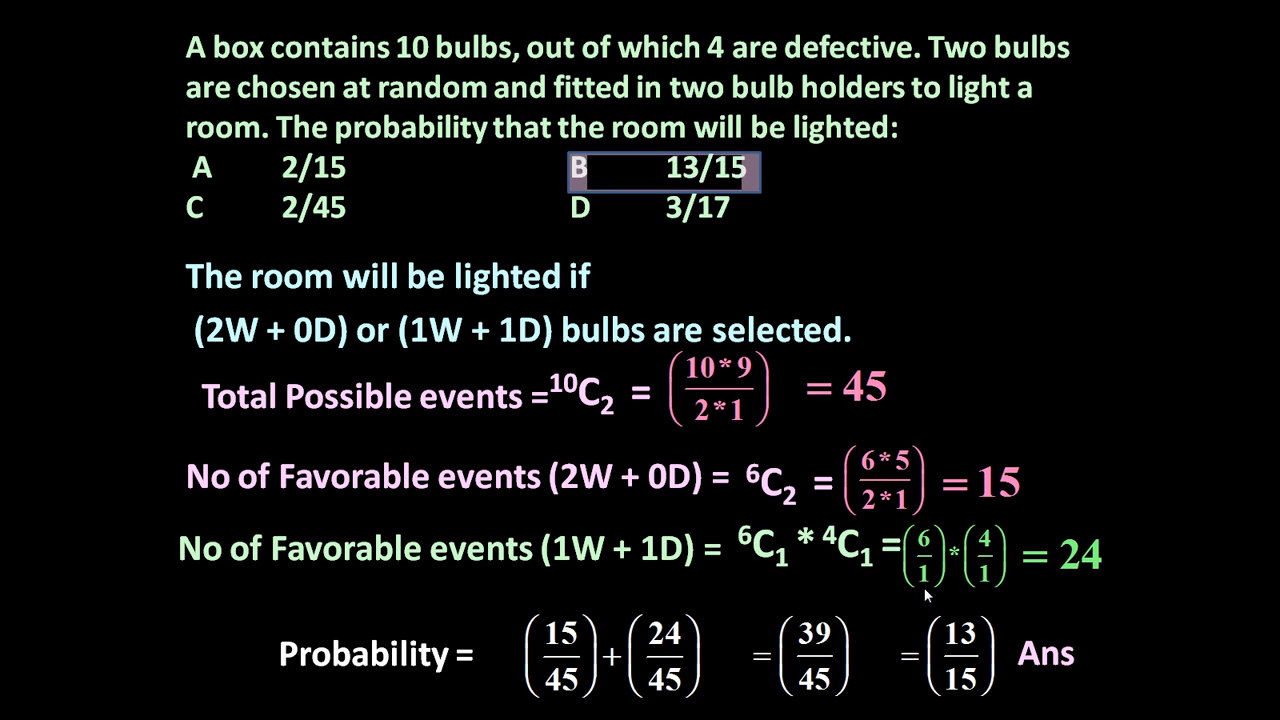 A box contains 10 bulbs, out of which 4 are defective. Two bulbs
are chosen at random and fitted in two bulb holders to light a
room. The probability that the room will be lighted:
A 2/15 B 13/15
C 2/45 D 3/17
The room will be lighted if
(2W + 0D) or (1W + 1D) bulbs are selected.
Total Possible events = ¹⁰C₂ = (10*9 / 2*1) = 45
No of Favorable events (2W + 0D) = ⁶C₂ = (6*5 / 2*1) = 15
No of Favorable events (1W + 1D) = ⁶C₁ * ⁴C₁ = (6/1)*(4/1) = 24
Probability = (15/45) + (24/45) = (39/45) = (13/15) Ans